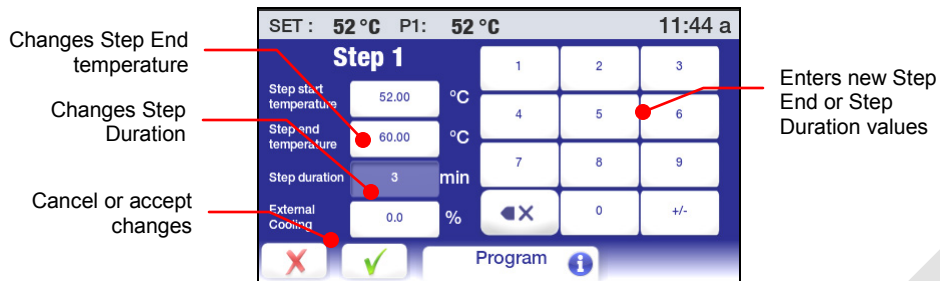 SET : 52 °C P1: 52 °C 11:44 a
Changes Step End
temperature
Changes Step
Duration
Cancel or accept
changes
Step 1
Step start
temperature
52.00 °C
Step end
temperature
60.00 °C
Step duration 3 min
External
Cooling
0.0 %
1 2 3
4 5 6
7 8 9
0 +/-
Program i
Enters new Step
End or Step
Duration values